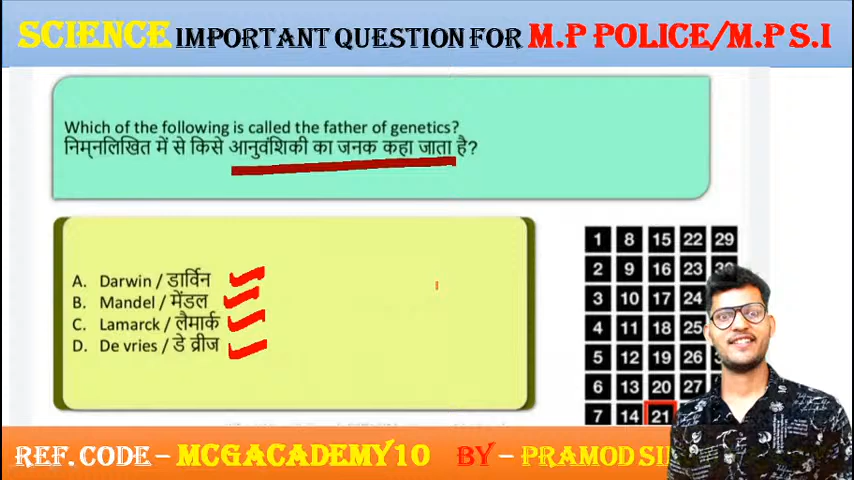 SCIENCE IMPORTANT QUESTION FOR M.P POLICE/M.P S.I
Which of the following is called the father of genetics?
निम्नलिखित में से किसे आनुवंशिकी का जनक कहा जाता है?
A. Darwin / डार्विन
B. Mandel / मेंडल
C. Lamarck / लैमार्क
D. De vries / डे व्रीज
1 8 15 22 29
2 9 16 23
3 10 17 24
4 11 18 25
5 12 19 26
6 13 20 27
7 14 21
REF. CODE - MCGACADEMY10 BY - PRAMOD